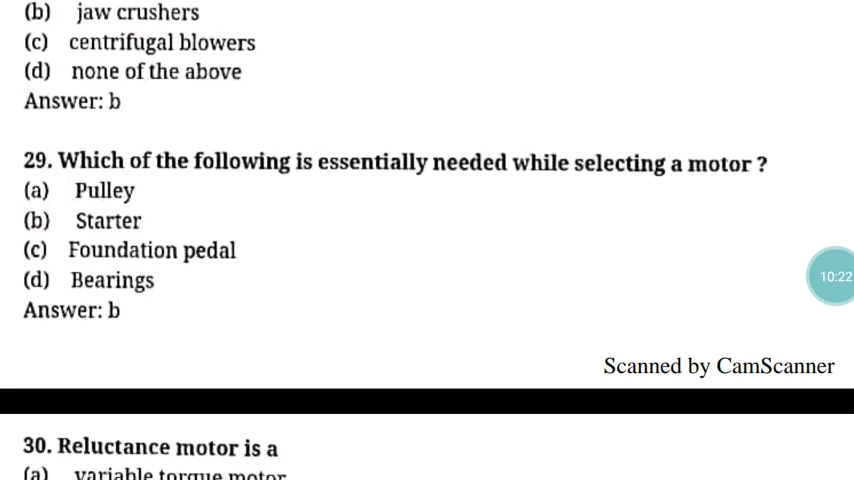 (b) jaw crushers
(c) centrifugal blowers
(d) none of the above
Answer: b
29. Which of the following is essentially needed while selecting a motor ?
(a) Pulley
(b) Starter
(c) Foundation pedal
(d) Bearings
10:22
Answer: b
Scanned by CamScanner
30. Reluctance motor is a
(a) variable torque motor